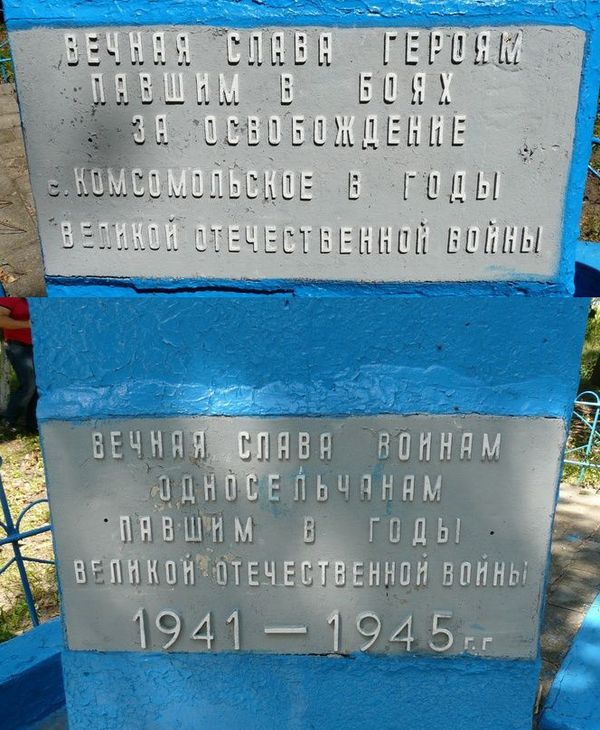 ВЕЧНАЯ СЛАВА ГЕРОЯМ
ПАВШИМ В БОЯХ
ЗА ОСВОБОЖДЕНИЕ
с. КОМСОМОЛЬСКОЕ В ГОДЫ
ВЕЛИКОЙ ОТЕЧЕСТВЕННОЙ ВОЙНЫ
ВЕЧНАЯ СЛАВА ВОИНАМ
ОДНОСЕЛЬЧАНАМ
ПАВШИМ В ГОДЫ
ВЕЛИКОЙ ОТЕЧЕСТВЕННОЙ ВОЙНЫ
1941 — 1945 г.г